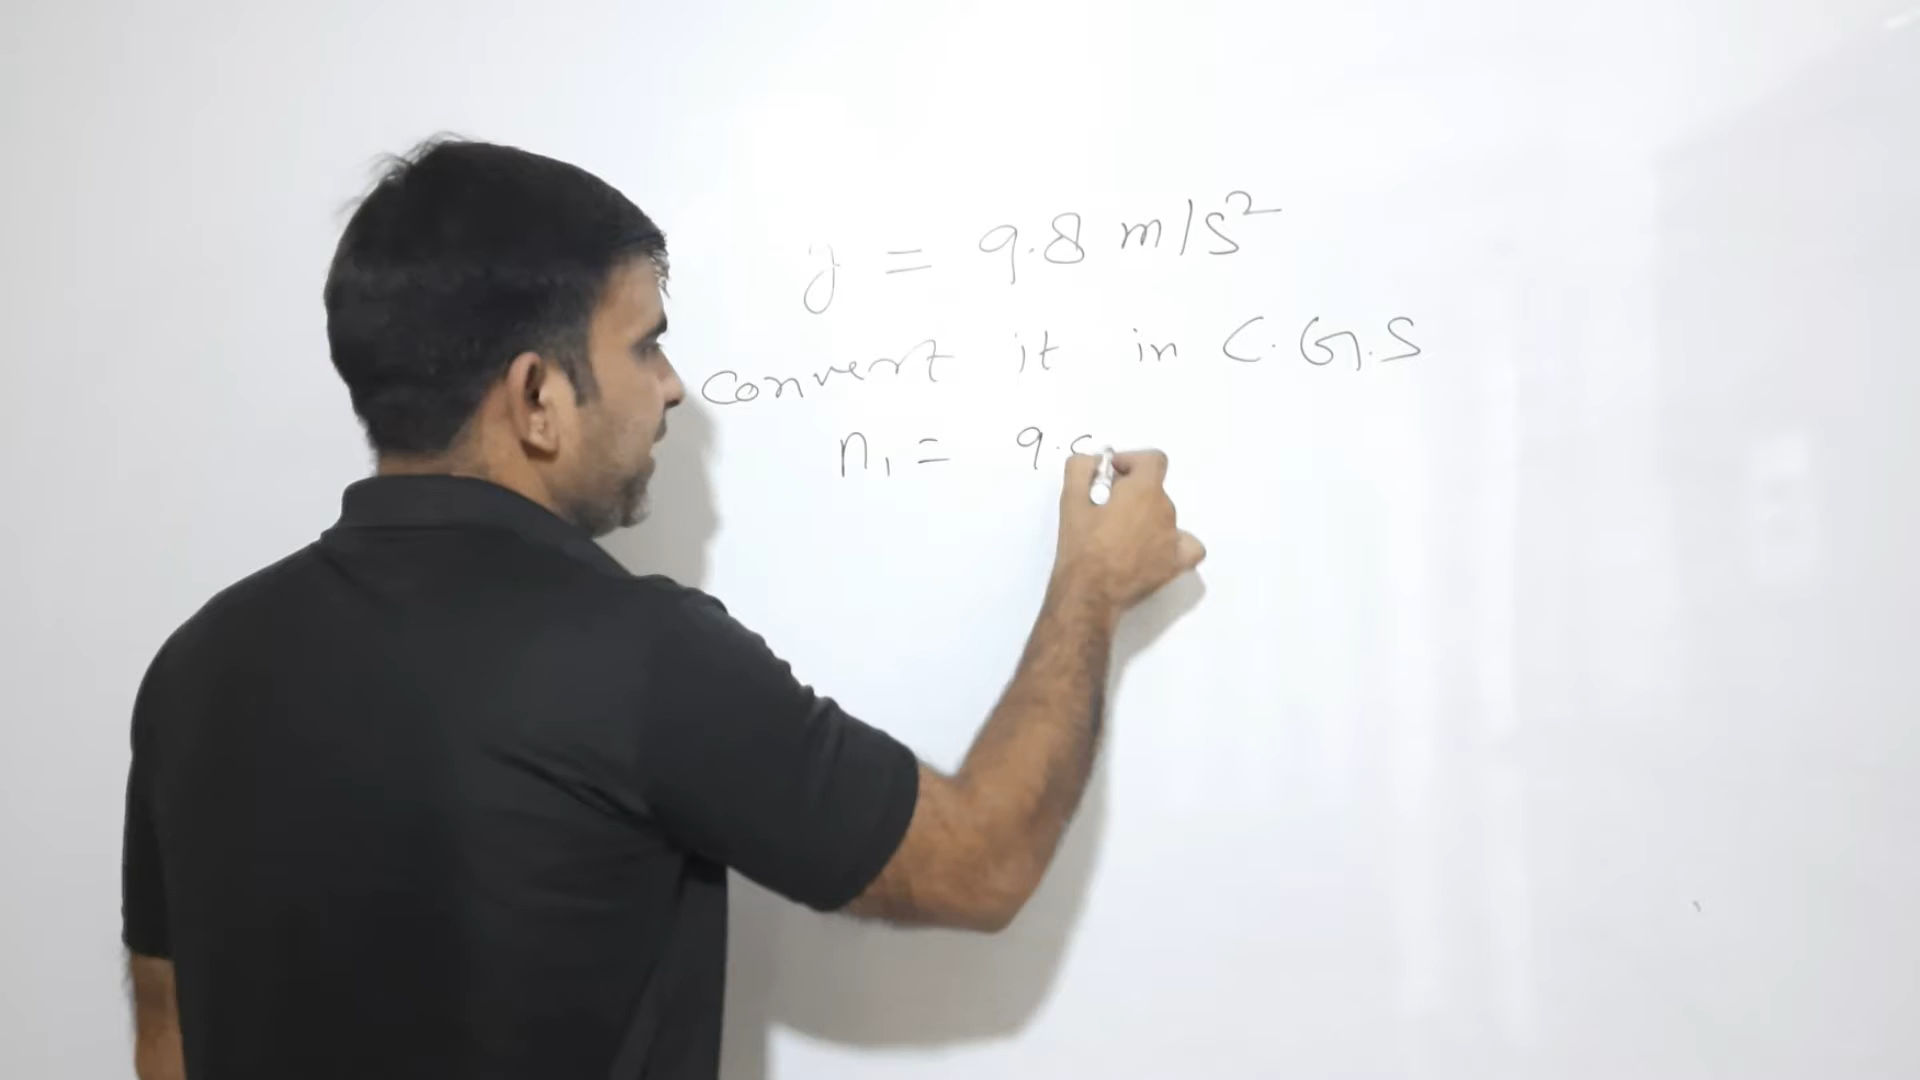 g = 9.8 m/s²
convert it in C.G.S
n₁ = 9.